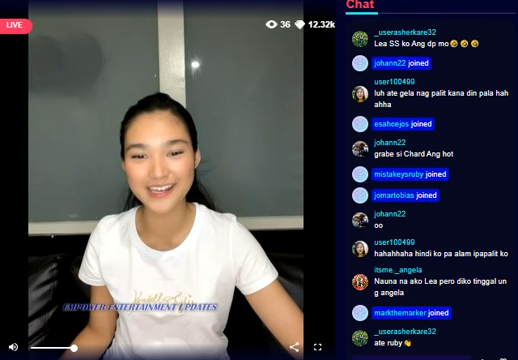 LIVE
36
12.32k
EMPOWER ENTERTAINMENT UPDATES
Chat
_userasherkare32
Lea SS ko Ang dp mo🤣🤣🤣
johann22 joined
user100499
luh ate gela nag palit kana din pala hah
ahha
esahcejos joined
johann22
grabe si Chard Ang hot
mistakeysruby joined
jomartobias joined
johann22
oo
user100499
hahahhaha hindi ko pa alam ipapalit ko
itsme._angela
Nauna na ako Lea pero diko tinggal un
g angela
markthemarker joined
_userasherkare32
ate ruby👏